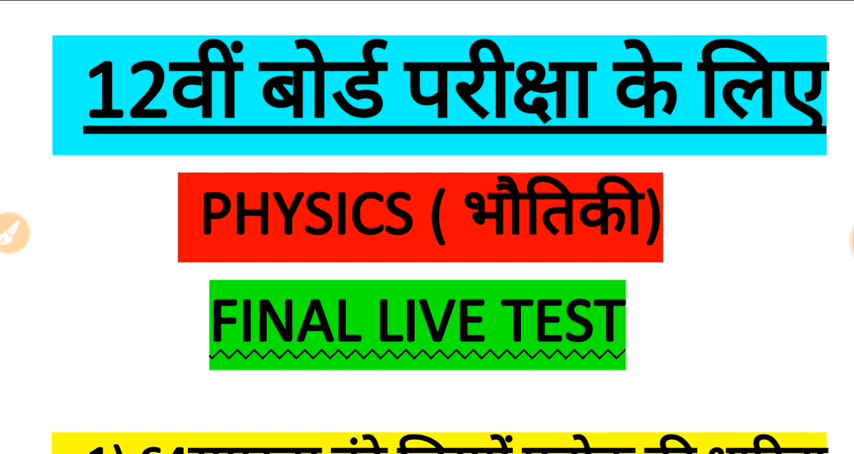 12वीं बोर्ड परीक्षा के लिए
PHYSICS ( भौतिकी)
FINAL LIVE TEST